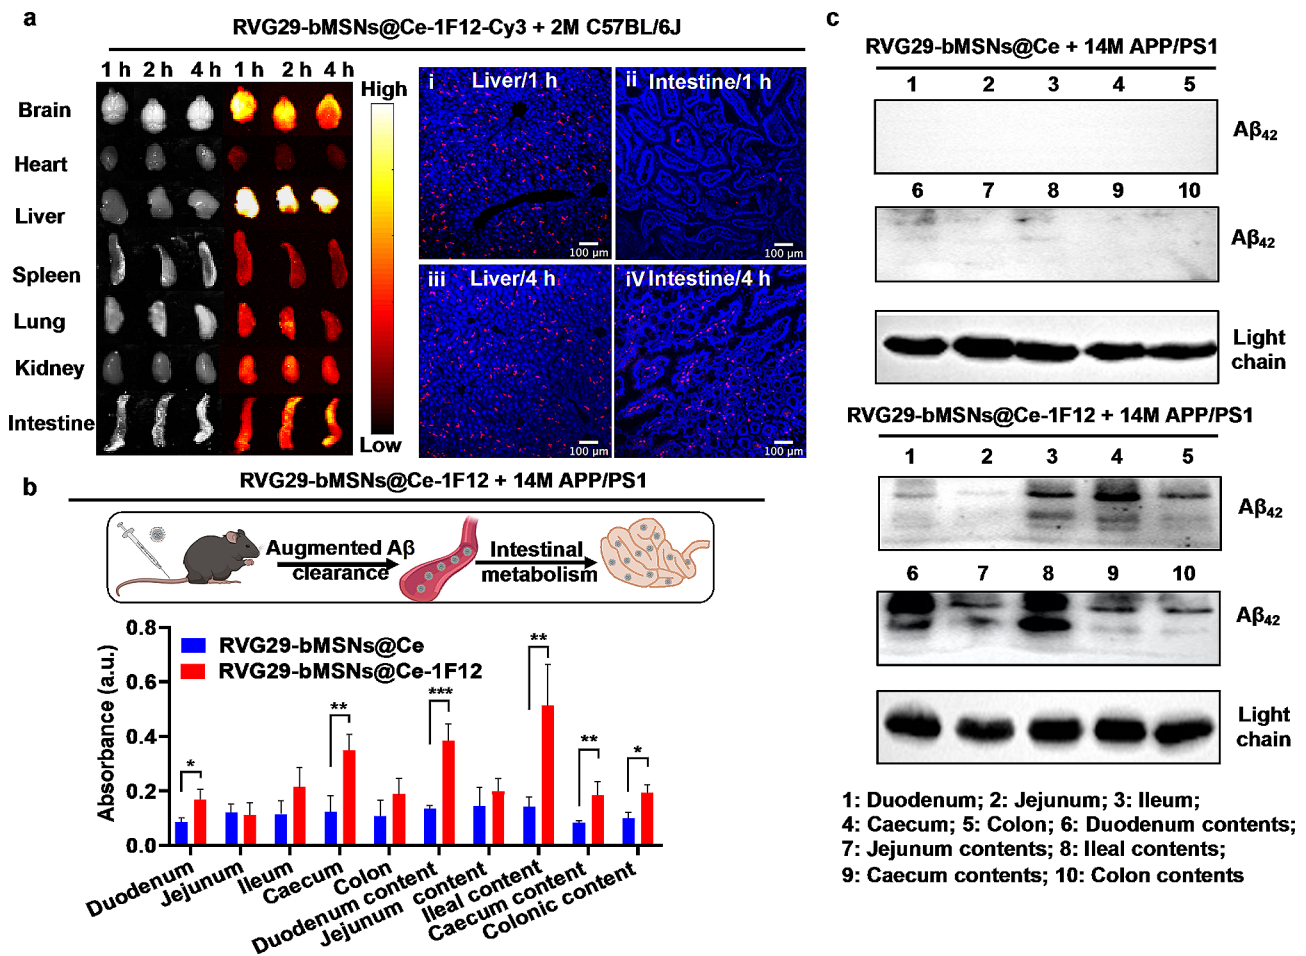 a
RVG29-bMSNs@Ce-1F12-Cy3 + 2M C57BL/6J
1 h 2 h 4 h 1 h 2 h 4 h
High
Low
Brain
Heart
Liver
Spleen
Lung
Kidney
Intestine
i Liver/1 h
100 µm
ii Intestine/1 h
100 µm
iii Liver/4 h
100 µm
iV Intestine/4 h
100 µm
b
RVG29-bMSNs@Ce-1F12 + 14M APP/PS1
Augmented Aβ
clearance
Intestinal
metabolism
Absorbance (a.u.)
0.8
0.6
0.4
0.2
0.0
RVG29-bMSNs@Ce
RVG29-bMSNs@Ce-1F12
*
**
***
**
**
*
Duodenum
Jejunum
Ileum
Caecum
Colon
Duodenum content
Jejunum content
Ileal content
Caecum content
Colonic content
c
RVG29-bMSNs@Ce + 14M APP/PS1
1 2 3 4 5
Aβ42
6 7 8 9 10
Aβ42
Light
chain
RVG29-bMSNs@Ce-1F12 + 14M APP/PS1
1 2 3 4 5
Aβ42
6 7 8 9 10
Aβ42
Light
chain
1: Duodenum; 2: Jejunum; 3: Ileum;
4: Caecum; 5: Colon; 6: Duodenum contents;
7: Jejunum contents; 8: Ileal contents;
9: Caecum contents; 10: Colon contents